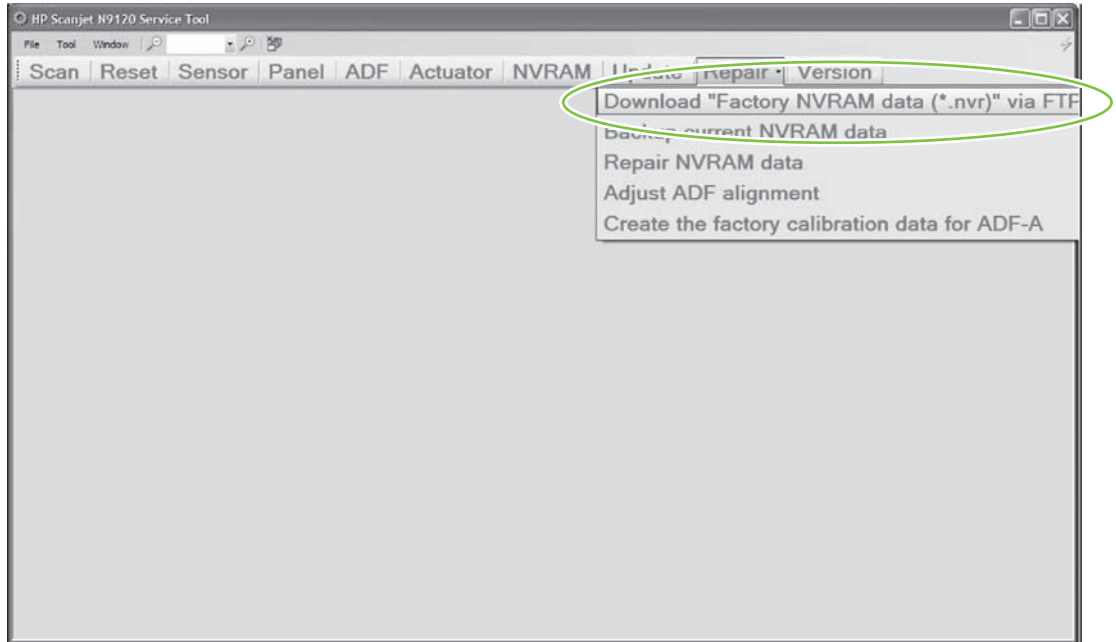 HP Scanjet N9120 Service Tool
File Tool Window
Scan Reset Sensor Panel ADF Actuator NVRAM Update Repair Version
Download "Factory NVRAM data (*.nvr)" via FTP
Backup current NVRAM data
Repair NVRAM data
Adjust ADF alignment
Create the factory calibration data for ADF-A